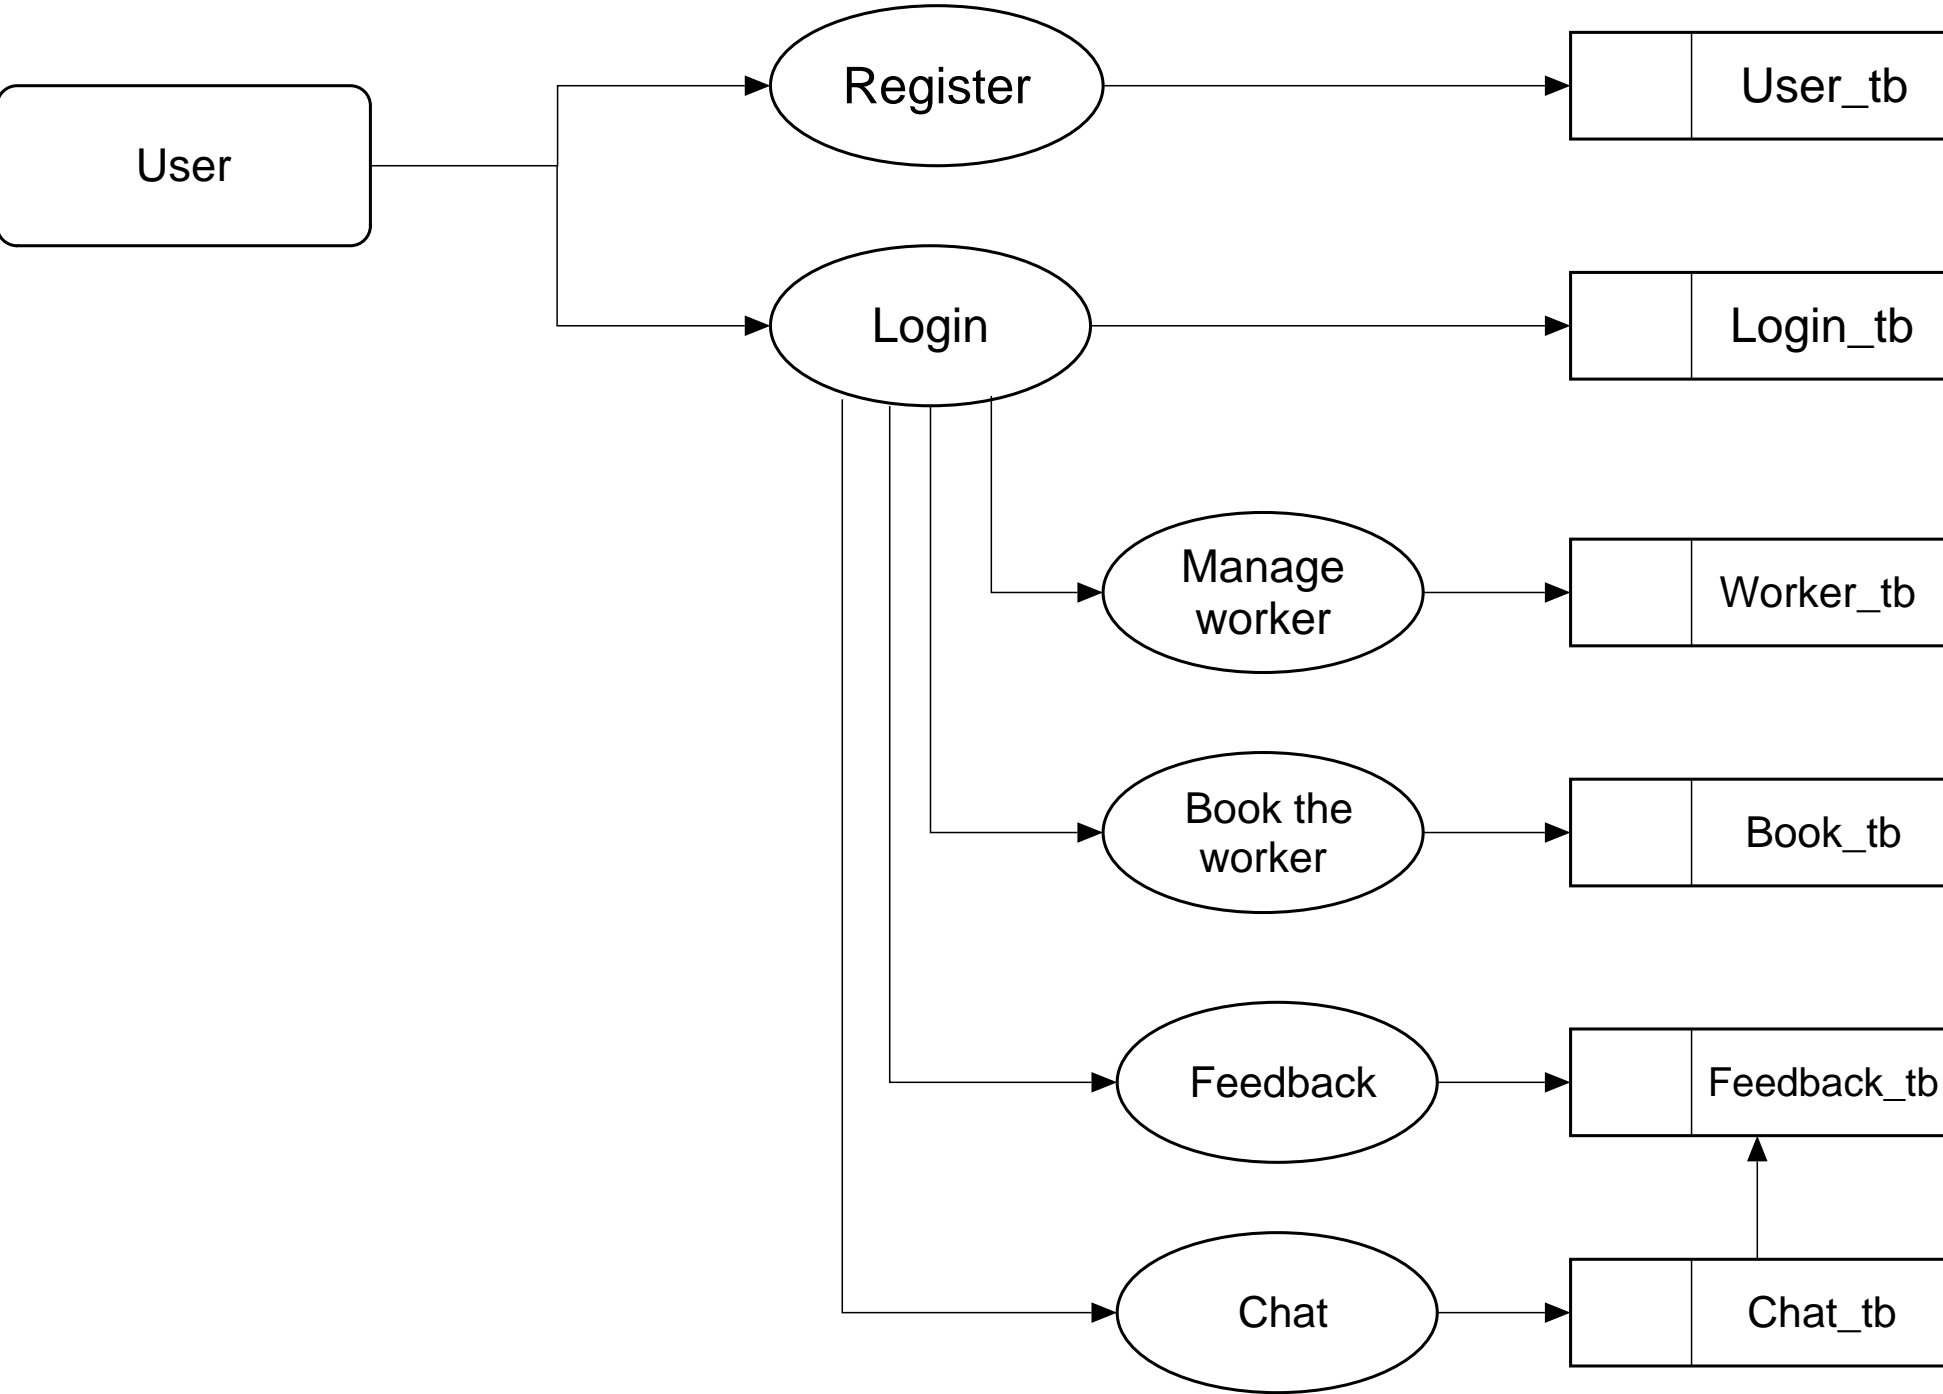 Register
User_tb
User
Login
Login_tb
Manage
worker
Worker_tb
Book the
worker
Book_tb
Feedback
Feedback_tb
Chat
Chat_tb